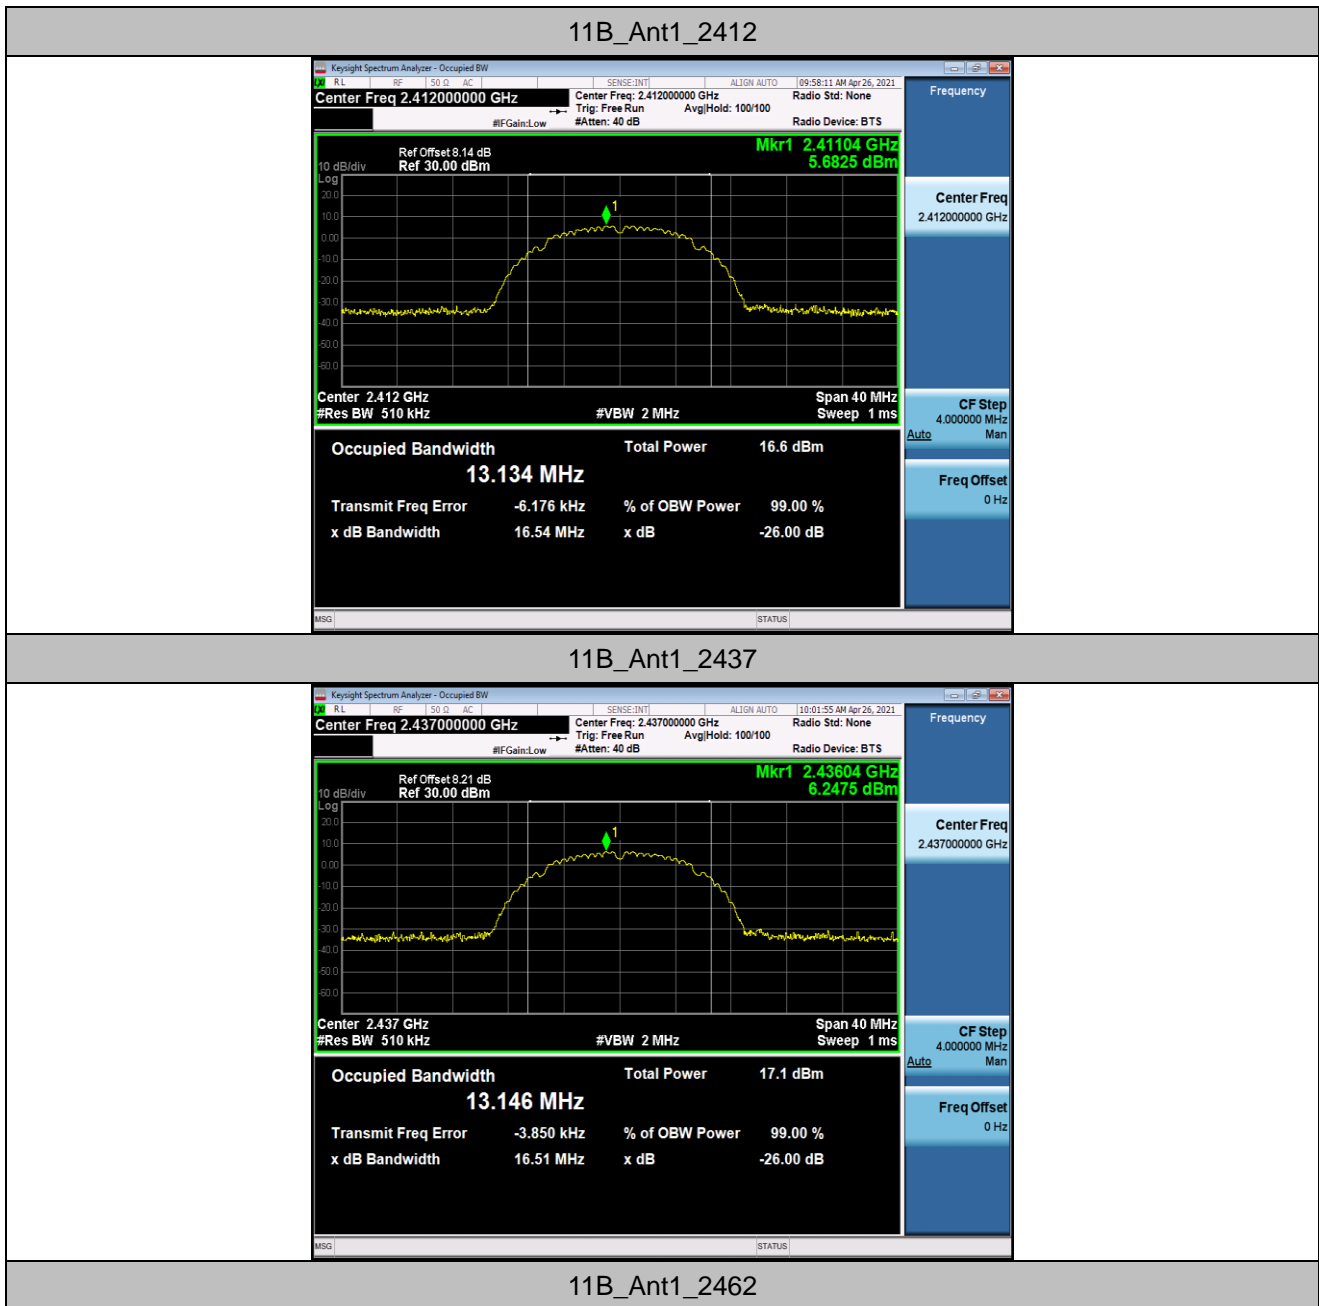 11B_Ant1_2412
Keysight Spectrum Analyzer - Occupied BW
RL RF 50 Ω AC SENSE:INT ALIGN AUTO 09:58:11 AM Apr 26, 2021
Center Freq 2.412000000 GHz Center Freq: 2.412000000 GHz Radio Std: None
Trig: Free Run Avg|Hold: 100/100
#IFGain:Low #Atten: 40 dB Radio Device: BTS
Frequency
Ref Offset 8.14 dB Mkr1 2.41104 GHz
10 dB/div Ref 30.00 dBm 5.6825 dBm
Log
20.0
10.0
0.00
-10.0
-20.0
-30.0
-40.0
-50.0
-60.0
1
Center 2.412 GHz Span 40 MHz
#Res BW 510 kHz #VBW 2 MHz Sweep 1 ms
Center Freq
2.412000000 GHz
CF Step
4.000000 MHz
Auto Man
Freq Offset
0 Hz
Occupied Bandwidth Total Power 16.6 dBm
13.134 MHz
Transmit Freq Error -6.176 kHz % of OBW Power 99.00 %
x dB Bandwidth 16.54 MHz x dB -26.00 dB
MSG STATUS
11B_Ant1_2437
Keysight Spectrum Analyzer - Occupied BW
RL RF 50 Ω AC SENSE:INT ALIGN AUTO 10:01:55 AM Apr 26, 2021
Center Freq 2.437000000 GHz Center Freq: 2.437000000 GHz Radio Std: None
Trig: Free Run Avg|Hold: 100/100
#IFGain:Low #Atten: 40 dB Radio Device: BTS
Frequency
Ref Offset 8.21 dB Mkr1 2.43604 GHz
10 dB/div Ref 30.00 dBm 6.2475 dBm
Log
20.0
10.0
0.00
-10.0
-20.0
-30.0
-40.0
-50.0
-60.0
1
Center 2.437 GHz Span 40 MHz
#Res BW 510 kHz #VBW 2 MHz Sweep 1 ms
Center Freq
2.437000000 GHz
CF Step
4.000000 MHz
Auto Man
Freq Offset
0 Hz
Occupied Bandwidth Total Power 17.1 dBm
13.146 MHz
Transmit Freq Error -3.850 kHz % of OBW Power 99.00 %
x dB Bandwidth 16.51 MHz x dB -26.00 dB
MSG STATUS
11B_Ant1_2462